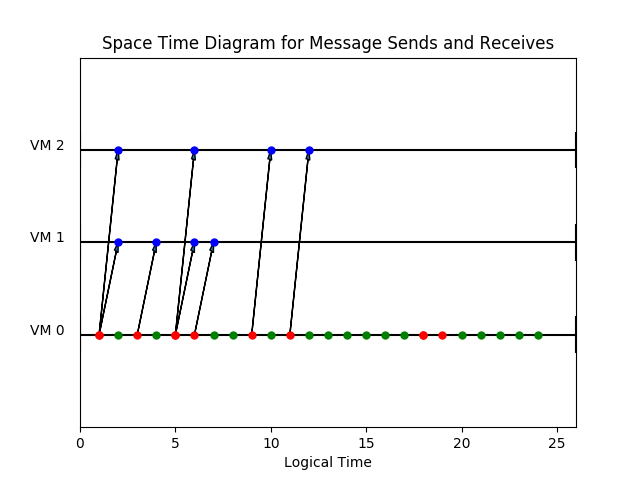 Space Time Diagram for Message Sends and Receives
VM 2
VM 1
VM 0
0 5 10 15 20 25
Logical Time